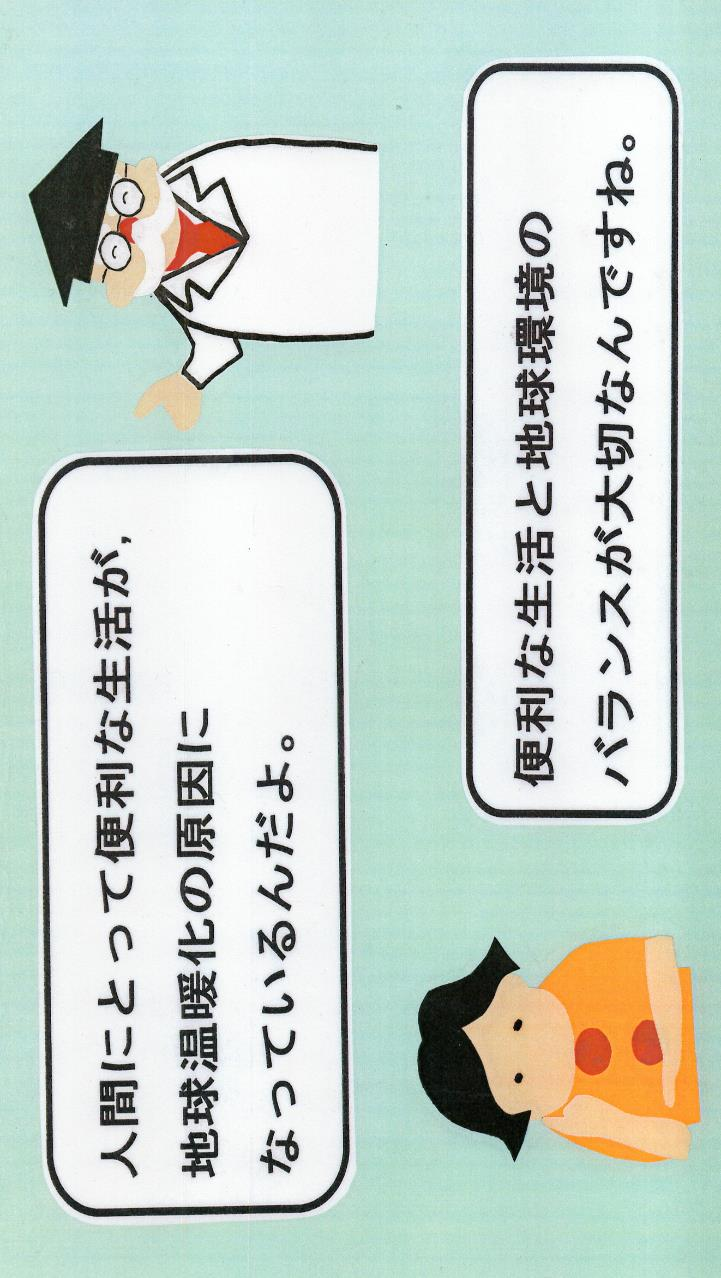 人間にとって便利な生活が，
地球温暖化の原因に
なっているんだよ。
便利な生活と地球環境の
バランスが大切なんですね。